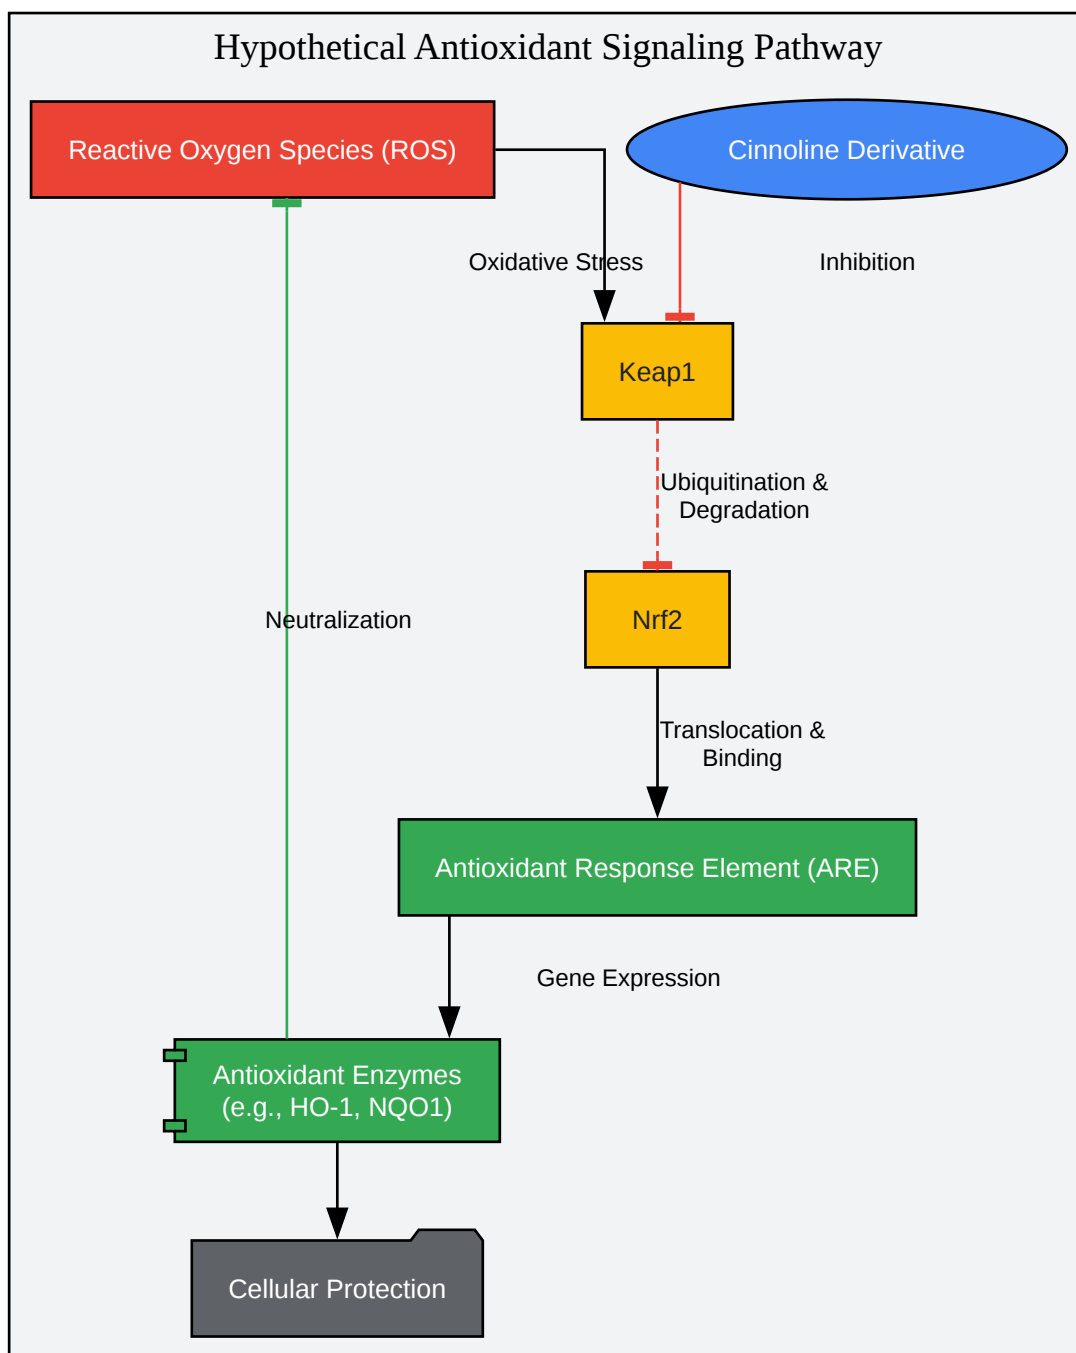 Hypothetical Antioxidant Signaling Pathway
Reactive Oxygen Species (ROS)
Cinnoline Derivative
Oxidative Stress
Inhibition
Keap1
Ubiquitination &
Degradation
Nrf2
Neutralization
Translocation &
Binding
Antioxidant Response Element (ARE)
Gene Expression
Antioxidant Enzymes
(e.g., HO-1, NQO1)
Cellular Protection